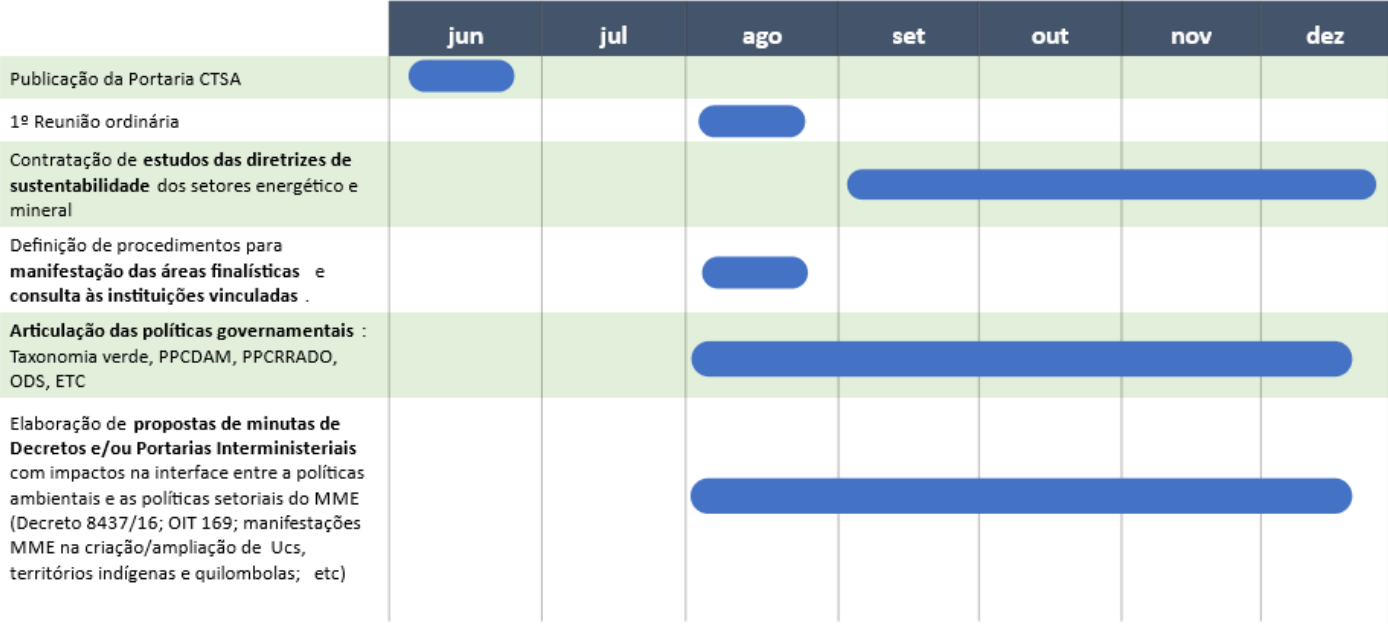 jun jul ago set out nov dez
Publicação da Portaria CTSA
1º Reunião ordinária
Contratação de estudos das diretrizes de
sustentabilidade dos setores energético e
mineral
Definição de procedimentos para
manifestação das áreas finalísticas e
consulta às instituições vinculadas .
Articulação das políticas governamentais :
Taxonomia verde, PPCDAM, PPCRRADO,
ODS, ETC
Elaboração de propostas de minutas de
Decretos e/ou Portarias Interministeriais
com impactos na interface entre a políticas
ambientais e as políticas setoriais do MME
(Decreto 8437/16; OIT 169; manifestações
MME na criação/ampliação de Ucs,
territórios indígenas e quilombolas; etc)